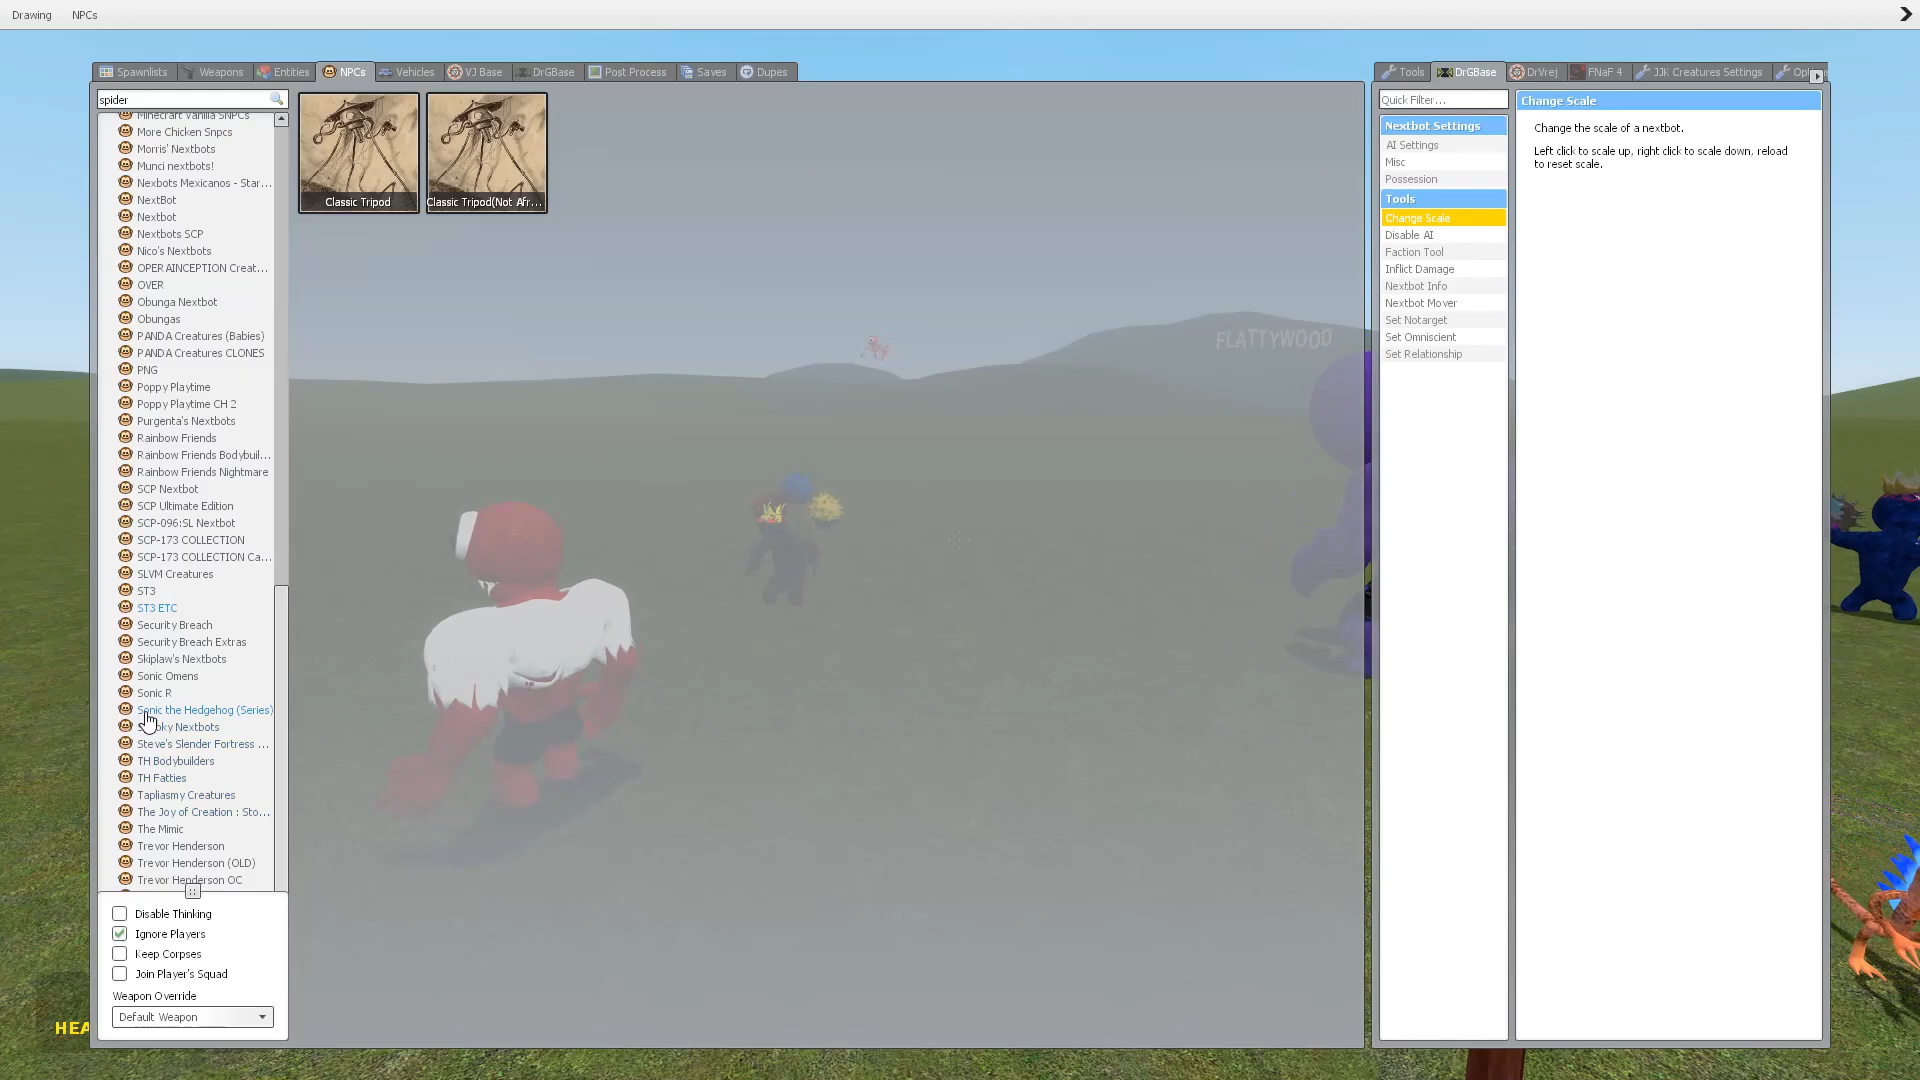 Drawing NPCs
Spawnlists Weapons Entities NPCs Vehicles VJ Base DrGBase Post Process Saves Dupes
spider
Minecraft Vanilla SNPCs
More Chicken Snpcs
Morris' Nextbots
Munci nextbots!
Nexbots Mexicanos - Star...
NextBot
Nextbot
Nextbots SCP
Nico's Nextbots
OPERAINCEPTION Creat...
OVER
Obunga Nextbot
Obungas
PANDA Creatures (Babies)
PANDA Creatures CLONES
PNG
Poppy Playtime
Poppy Playtime CH 2
Purgenta's Nextbots
Rainbow Friends
Rainbow Friends Bodybuil...
Rainbow Friends Nightmare
SCP Nextbot
SCP Ultimate Edition
SCP-096:SL Nextbot
SCP-173 COLLECTION
SCP-173 COLLECTION Ca...
SLVM Creatures
ST3
ST3 ETC
Security Breach
Security Breach Extras
Skiplaw's Nextbots
Sonic Omens
Sonic R
Sonic the Hedgehog (Series)
Nextbots
Steve's Slender Fortress ...
TH Bodybuilders
TH Fatties
Tapliasmy Creatures
The Joy of Creation : Sto...
The Mimic
Trevor Henderson
Trevor Henderson (OLD)
Trevor Henderson OC
Disable Thinking
Ignore Players
Keep Corpses
Join Player's Squad
Weapon Override
Default Weapon
HEA
Classic Tripod
Classic Tripod(Not Afr...
FLATTYWOOD
Tools DrGBase DrVrej FNaF 4 JJK Creatures Settings
Quick Filter...
Nextbot Settings
AI Settings
Misc
Possession
Tools
Change Scale
Disable AI
Faction Tool
Inflict Damage
Nextbot Info
Nextbot Mover
Set Notarget
Set Omniscient
Set Relationship
Change Scale
Change the scale of a nextbot.
Left click to scale up, right click to scale down, reload
to reset scale.